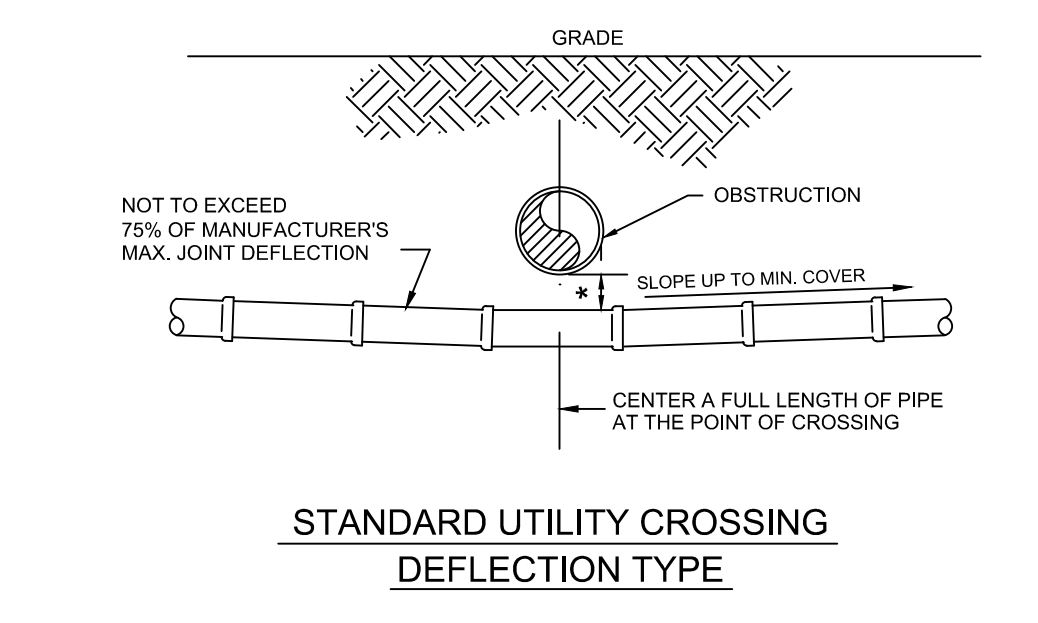 GRADE
OBSTRUCTION
NOT TO EXCEED
75% OF MANUFACTURER'S
MAX. JOINT DEFLECTION
SLOPE UP TO MIN. COVER
*
CENTER A FULL LENGTH OF PIPE
AT THE POINT OF CROSSING
STANDARD UTILITY CROSSING
DEFLECTION TYPE